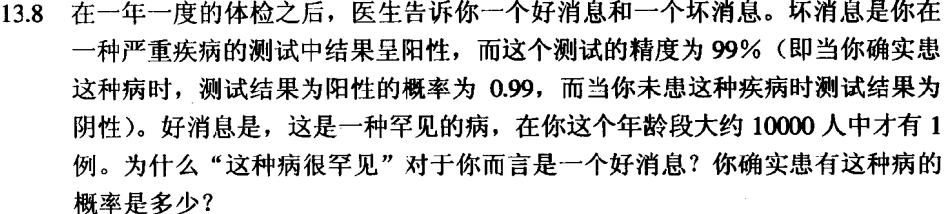 13.8 在一年一度的体检之后，医生告诉你一个好消息和一个坏消息。坏消息是你在
一种严重疾病的测试中结果呈阳性，而这个测试的精度为 99%（即当你确实患
这种病时，测试结果为阳性的概率为 0.99，而当你未患这种疾病时测试结果为
阴性）。好消息是，这是一种罕见的病，在你这个年龄段大约 10000 人中才有 1
例。为什么“这种病很罕见”对于你而言是一个好消息？你确实患有这种病的
概率是多少？